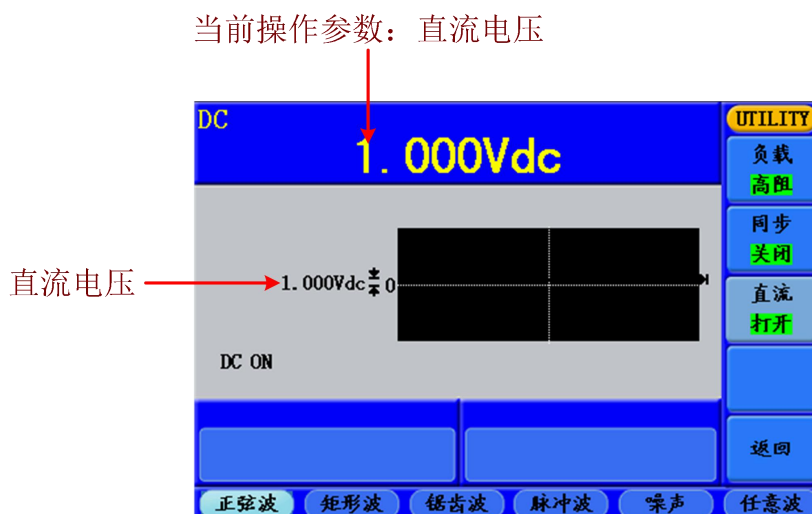 当前操作参数：直流电压
DC
1.000Vdc
UTILITY
负载
高阻
同步
关闭
直流电压
1.000Vdc
0
直流
打开
DC ON
返回
正弦波
矩形波
锯齿波
脉冲波
噪声
任意波